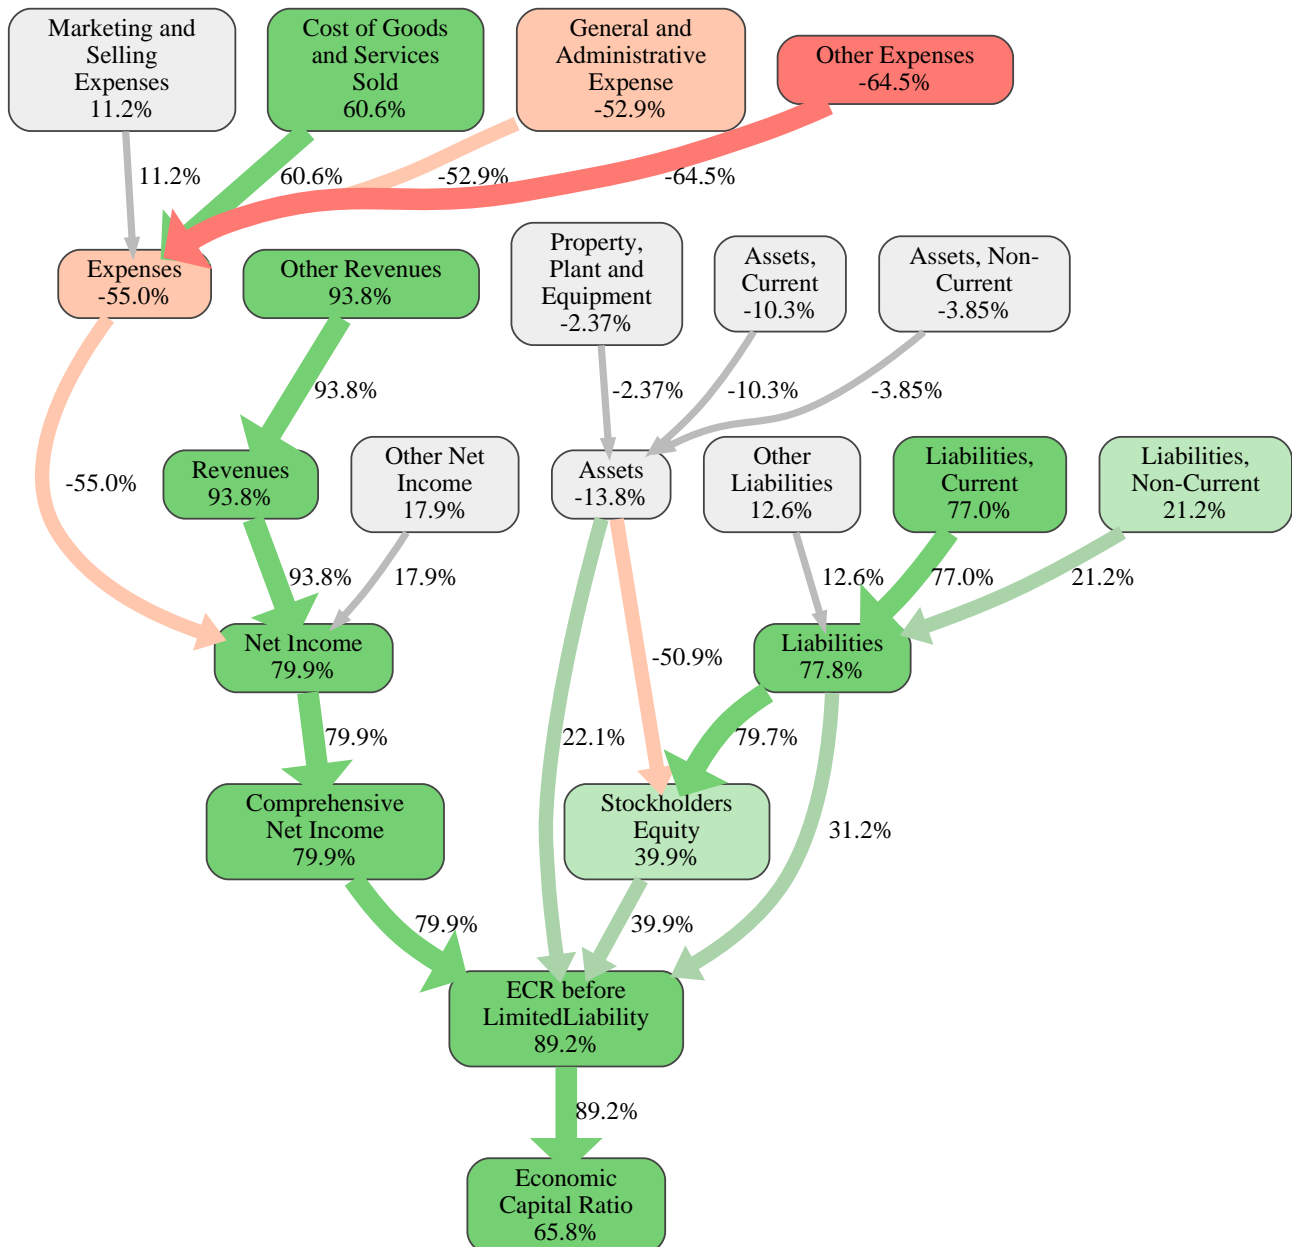 Marketing and
Selling
Expenses
11.2%
Cost of Goods
and Services
Sold
60.6%
General and
Administrative
Expense
-52.9%
Other Expenses
-64.5%
11.2%
60.6%
-52.9%
-64.5%
Expenses
-55.0%
Other Revenues
93.8%
Property,
Plant and
Equipment
-2.37%
Assets,
Current
-10.3%
Assets, Non-
Current
-3.85%
93.8%
-2.37%
-10.3%
-3.85%
-55.0%
Revenues
93.8%
Other Net
Income
17.9%
Assets
-13.8%
Other
Liabilities
12.6%
Liabilities,
Current
77.0%
Liabilities,
Non-Current
21.2%
93.8%
17.9%
12.6%
77.0%
21.2%
Net Income
79.9%
-50.9%
Liabilities
77.8%
79.9%
22.1%
79.7%
31.2%
Comprehensive
Net Income
79.9%
Stockholders
Equity
39.9%
79.9%
39.9%
ECR before
LimitedLiability
89.2%
89.2%
Economic
Capital Ratio
65.8%